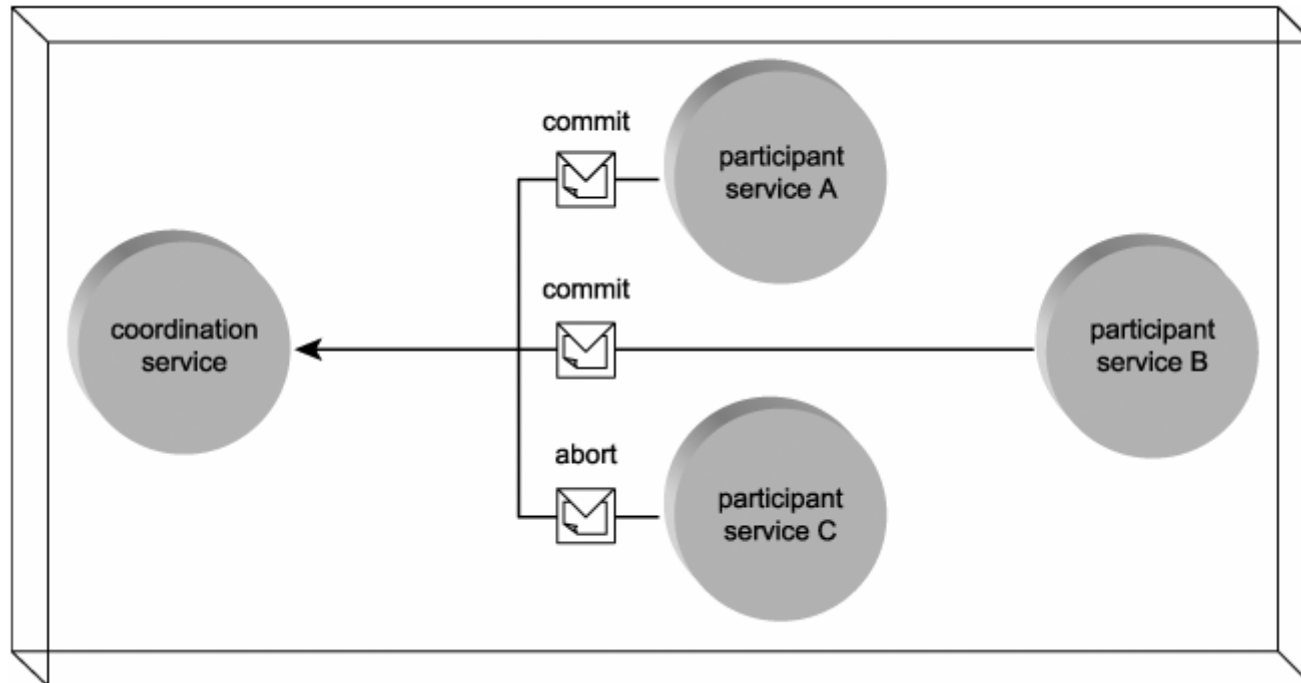 commit
participant
service A
commit
coordination
service
participant
service B
abort
participant
service C